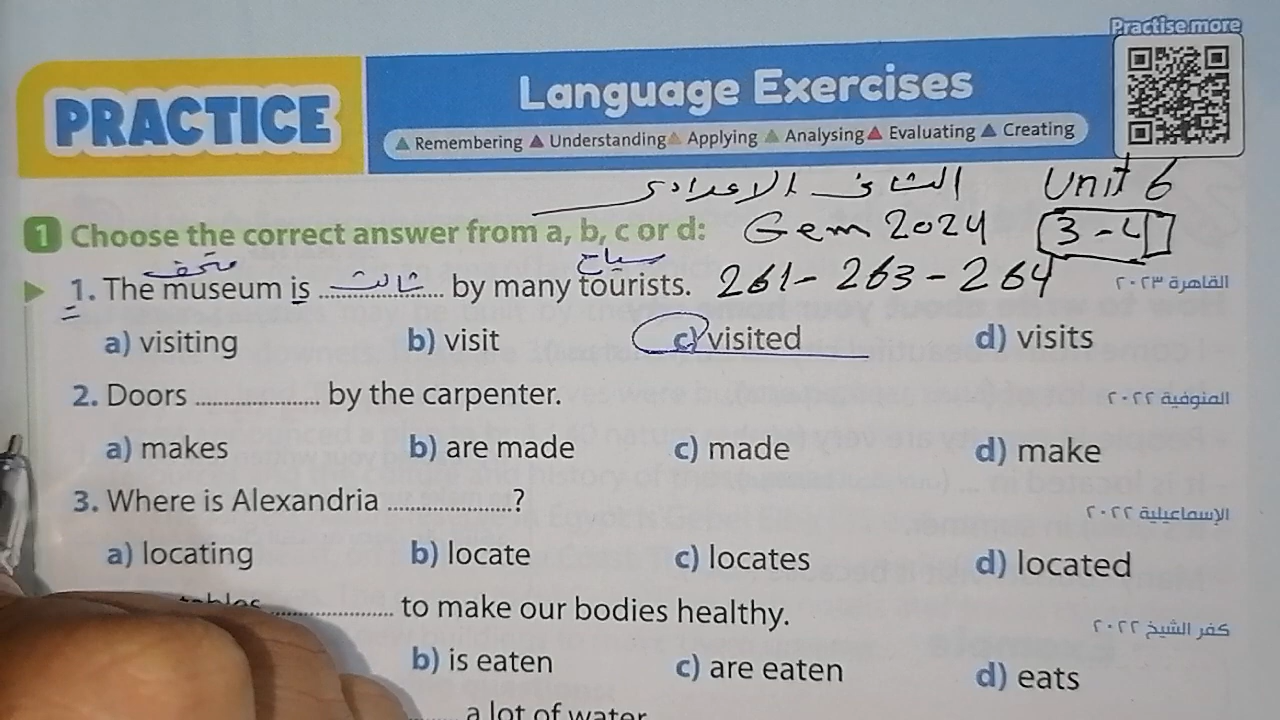 Practise more
PRACTICE
Language Exercises
Remembering Understanding Applying Analysing Evaluating Creating
الثانى الاعدادى Unit 6
1 Choose the correct answer from a, b, c or d: Gem 2024 3-4
متحف سياح
1. The museum is ثالث by many tourists. 261-263-264 القاهرة ٢٠٢٣
a) visiting b) visit c) visited d) visits
2. Doors .................... by the carpenter. المنوفية ٢٠٢٢
a) makes b) are made c) made d) make
3. Where is Alexandria ....................? الإسماعيلية ٢٠٢٢
a) locating b) locate c) locates d) located
.................... to make our bodies healthy. كفر الشيخ ٢٠٢٢
b) is eaten c) are eaten d) eats
a lot of water